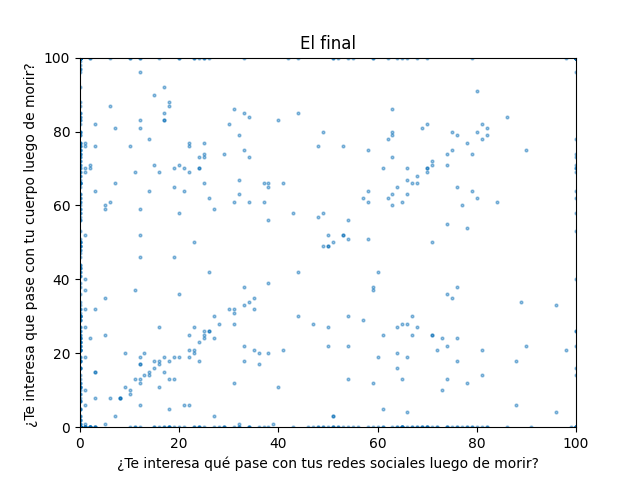 El final
¿Te interesa que pase con tu cuerpo luego de morir?
100
80
60
40
20
0
0 20 40 60 80 100
¿Te interesa qué pase con tus redes sociales luego de morir?